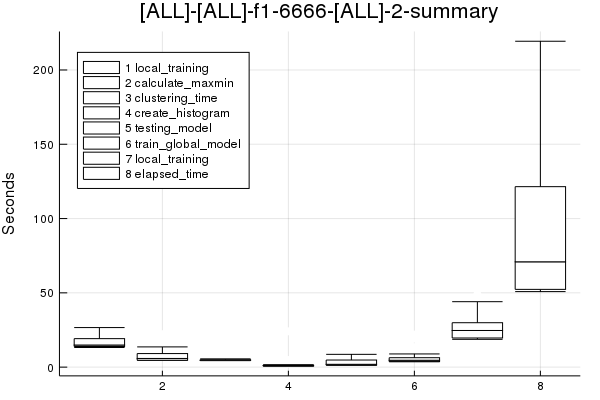 [ALL]-[ALL]-f1-6666-[ALL]-2-summary
1 local_training
2 calculate_maxmin
3 clustering_time
4 create_histogram
5 testing_model
6 train_global_model
7 local_training
8 elapsed_time
Seconds
200
150
100
50
0
2 4 6 8